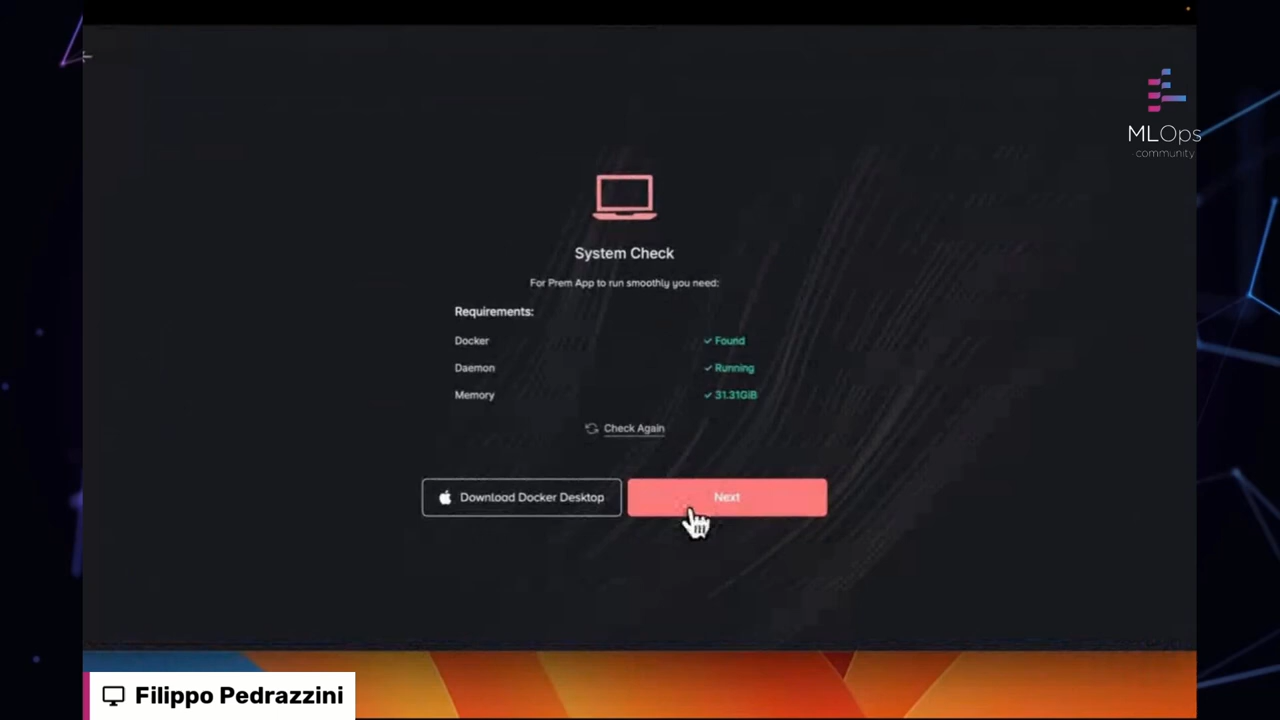 MLOps
community
System Check
For Prem App to run smoothly you need:
Requirements:
Docker ✓ Found
Daemon ✓ Running
Memory ✓ 31.31GiB
Check Again
Download Docker Desktop
Next
Filippo Pedrazzini